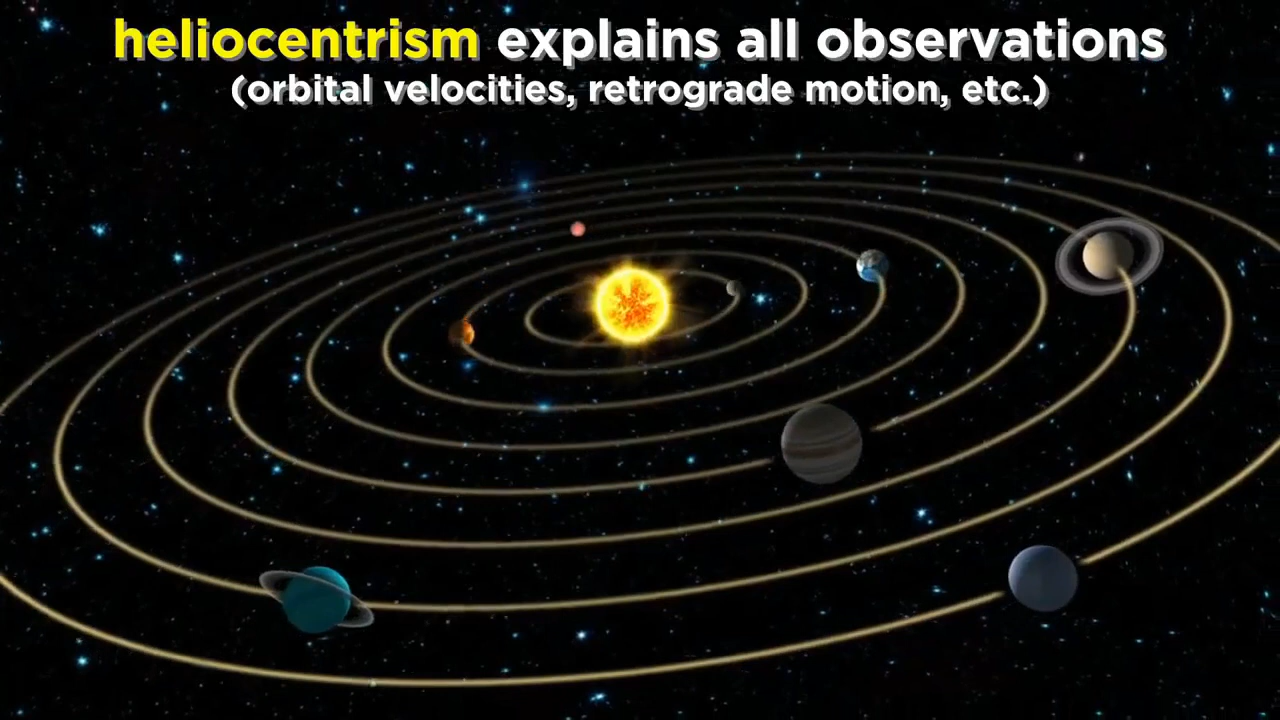 heliocentrism explains all observations
(orbital velocities, retrograde motion, etc.)